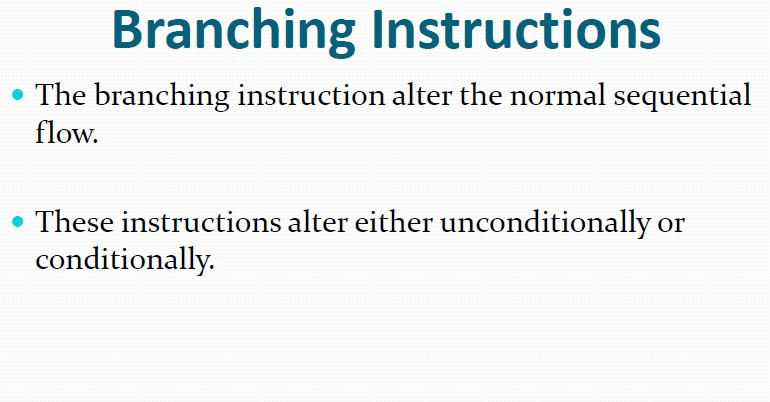 Branching Instructions
• The branching instruction alter the normal sequential
flow.
• These instructions alter either unconditionally or
conditionally.